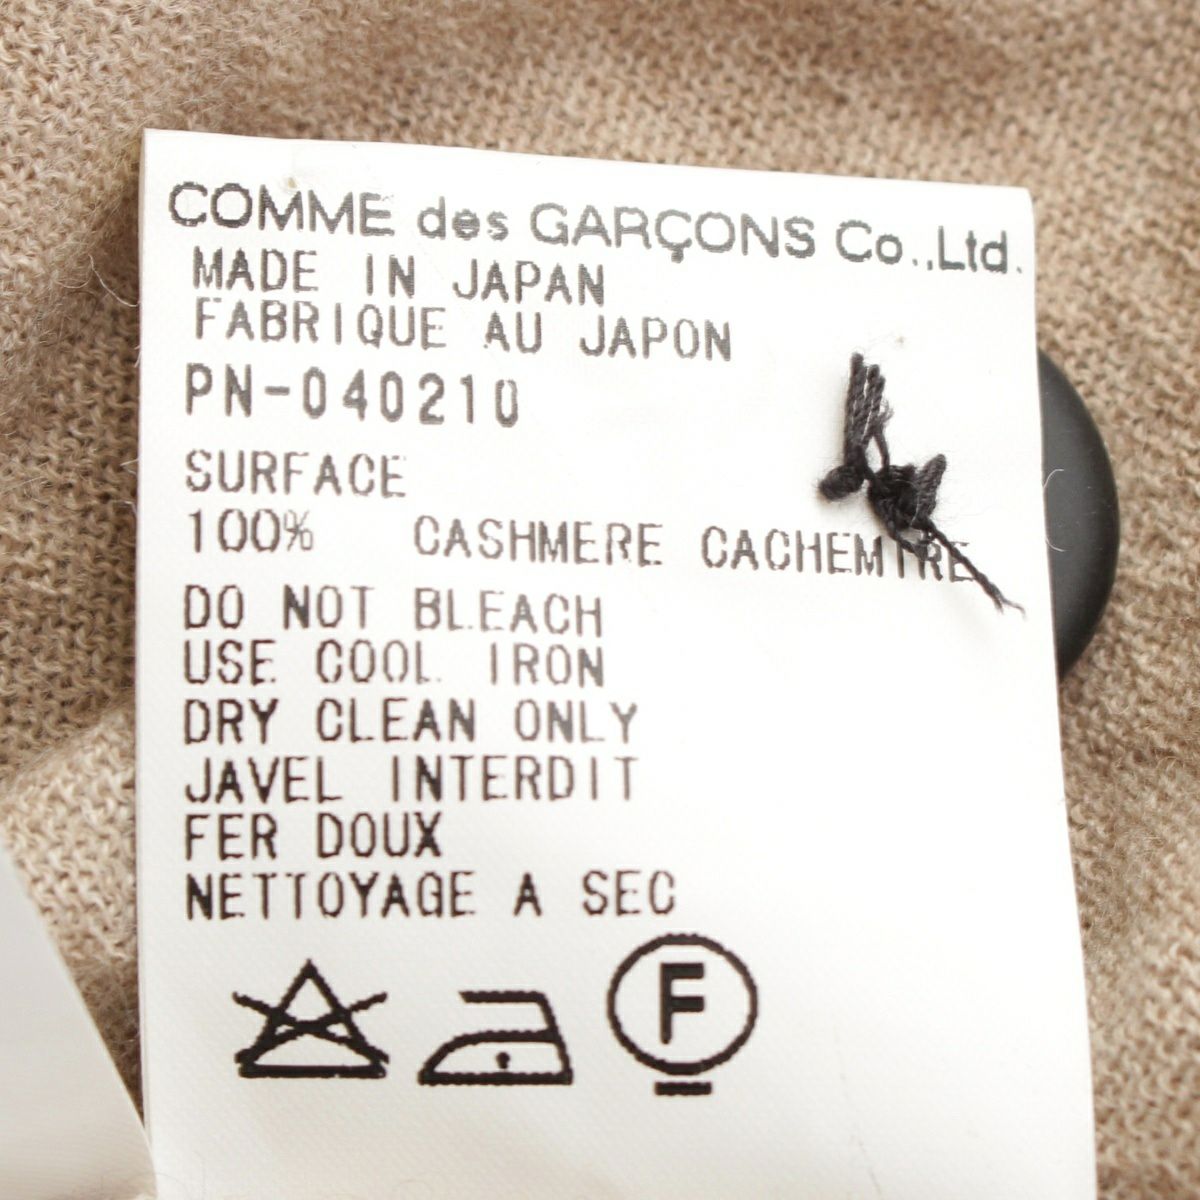 COMME des GARÇONS Co.,Ltd.
MADE IN JAPAN
FABRIQUE AU JAPON
PN-040210
SURFACE
100% CASHMERE CACHEMIRE
DO NOT BLEACH
USE COOL IRON
DRY CLEAN ONLY
JAVEL INTERDIT
FER DOUX
NETTOYAGE A SEC
F